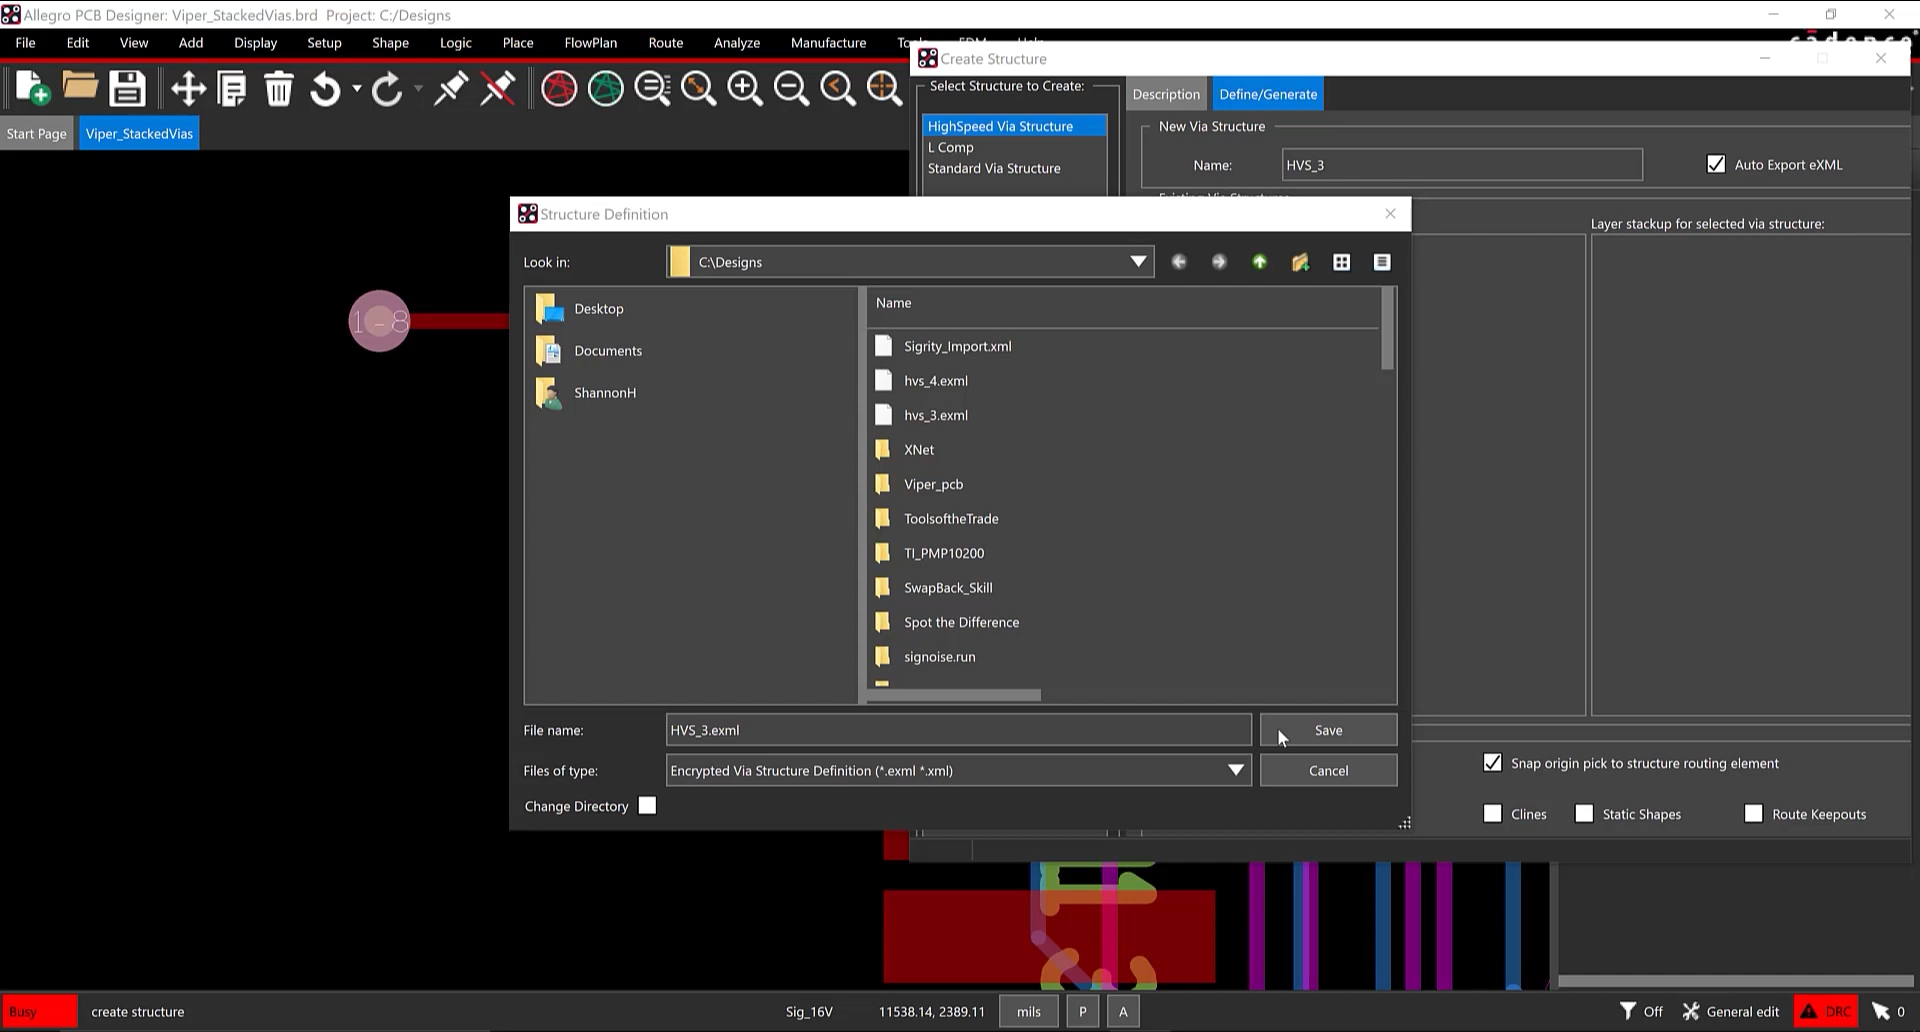 Allegro PCB Designer: Viper_StackedVias.brd  Project: C:/Designs
File Edit View Add Display Setup Shape Logic Place FlowPlan Route Analyze Manufacture
Create Structure
Start Page Viper_StackedVias
Select Structure to Create:
HighSpeed Via Structure
L Comp
Standard Via Structure
Description Define/Generate
New Via Structure
Name: HVS_3 Auto Export eXML
Existing Via Structures
Layer stackup for selected via structure:
Structure Definition
Look in: C:\Designs
Desktop
Documents
ShannonH
Name
Sigrity_Import.xml
hvs_4.exml
hvs_3.exml
XNet
Viper_pcb
ToolsoftheTrade
TI_PMP10200
SwapBack_Skill
Spot the Difference
signoise.run
File name: HVS_3.exml Save
Files of type: Encrypted Via Structure Definition (*.exml *.xml) Cancel
Change Directory
1 - 8
Snap origin pick to structure routing element
Clines Static Shapes Route Keepouts
Busy create structure Sig_16V 11538.14, 2389.11 mils P A Off General edit DRC 0